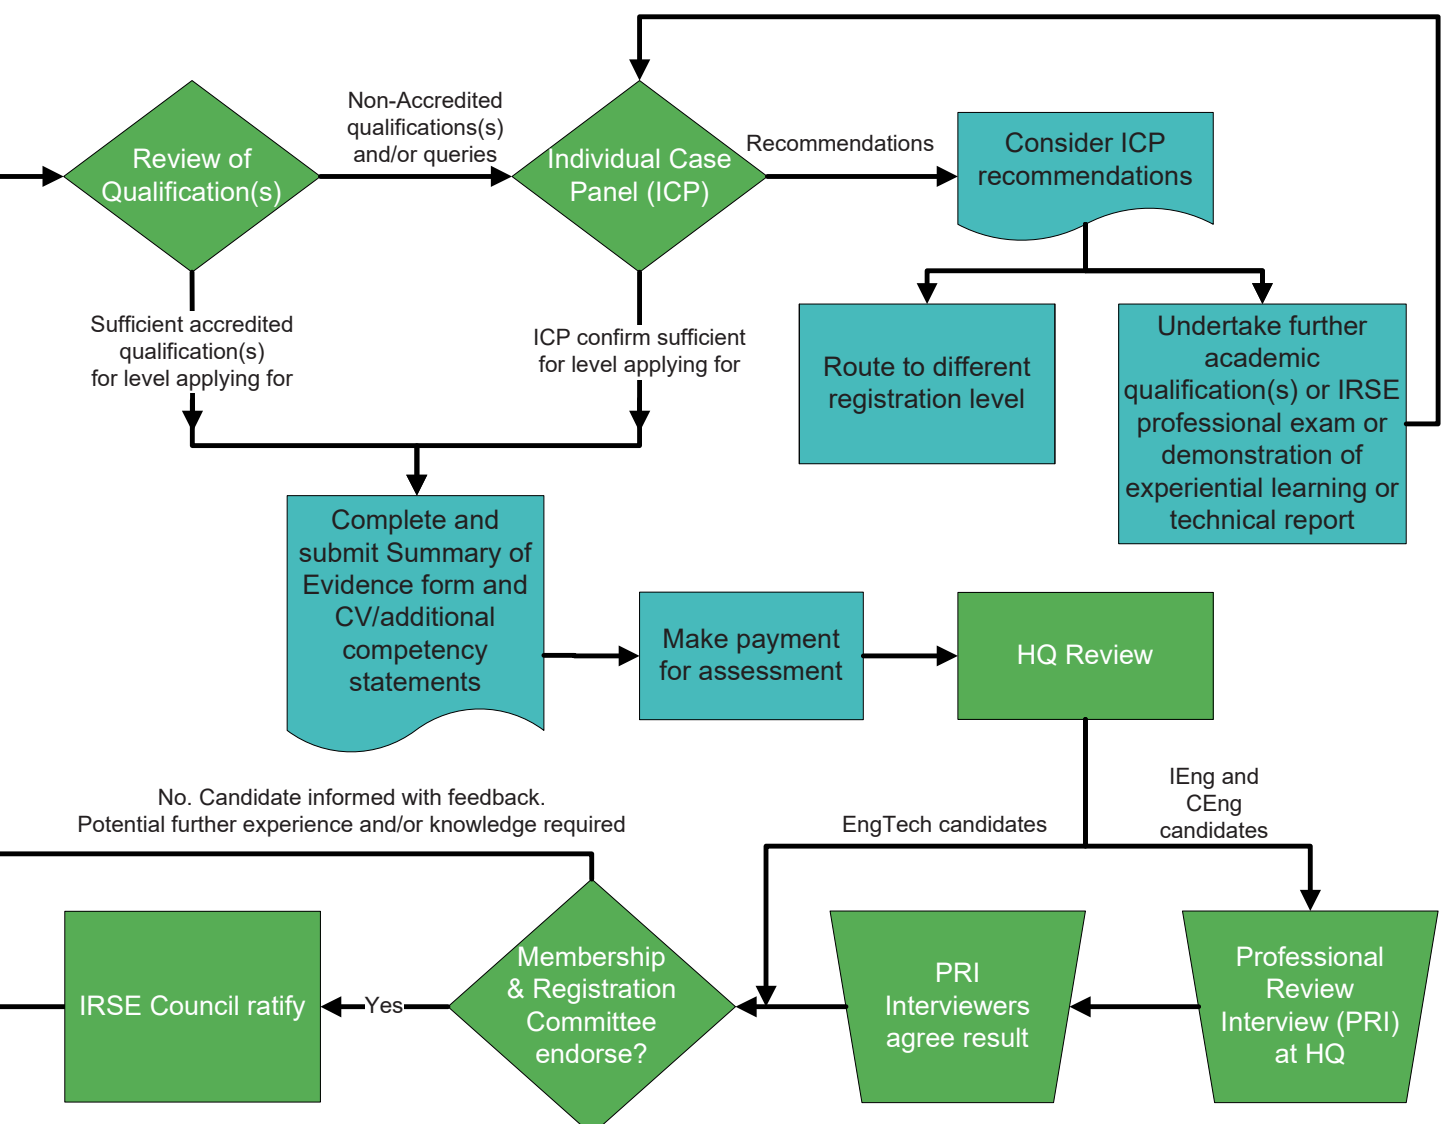 Non-Accredited
qualifications(s)
and/or queries
Review of
Qualification(s)
Individual Case
Panel (ICP)
Recommendations
Consider ICP
recommendations
Sufficient accredited
qualification(s)
for level applying for
ICP confirm sufficient
for level applying for
Route to different
registration level
Undertake further
academic
qualification(s) or IRSE
professional exam or
demonstration of
experiential learning or
technical report
Complete and
submit Summary of
Evidence form and
CV/additional
competency
statements
Make payment
for assessment
HQ Review
No. Candidate informed with feedback.
Potential further experience and/or knowledge required
EngTech candidates
IEng and
CEng
candidates
IRSE Council ratify
Yes
Membership
& Registration
Committee
endorse?
PRI
Interviewers
agree result
Professional
Review
Interview (PRI)
at HQ